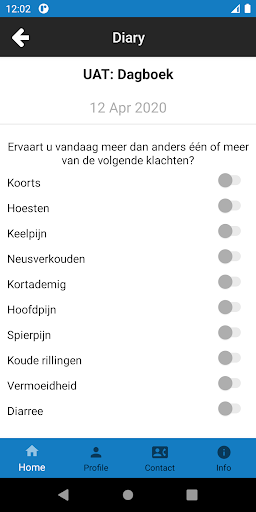 12:02
Diary
UAT: Dagboek
12 Apr 2020
Ervaart u vandaag meer dan anders één of meer
van de volgende klachten?
Koorts
Hoesten
Keelpijn
Neusverkouden
Kortademig
Hoofdpijn
Spierpijn
Koude rillingen
Vermoeidheid
Diarree
Home Profile Contact Info